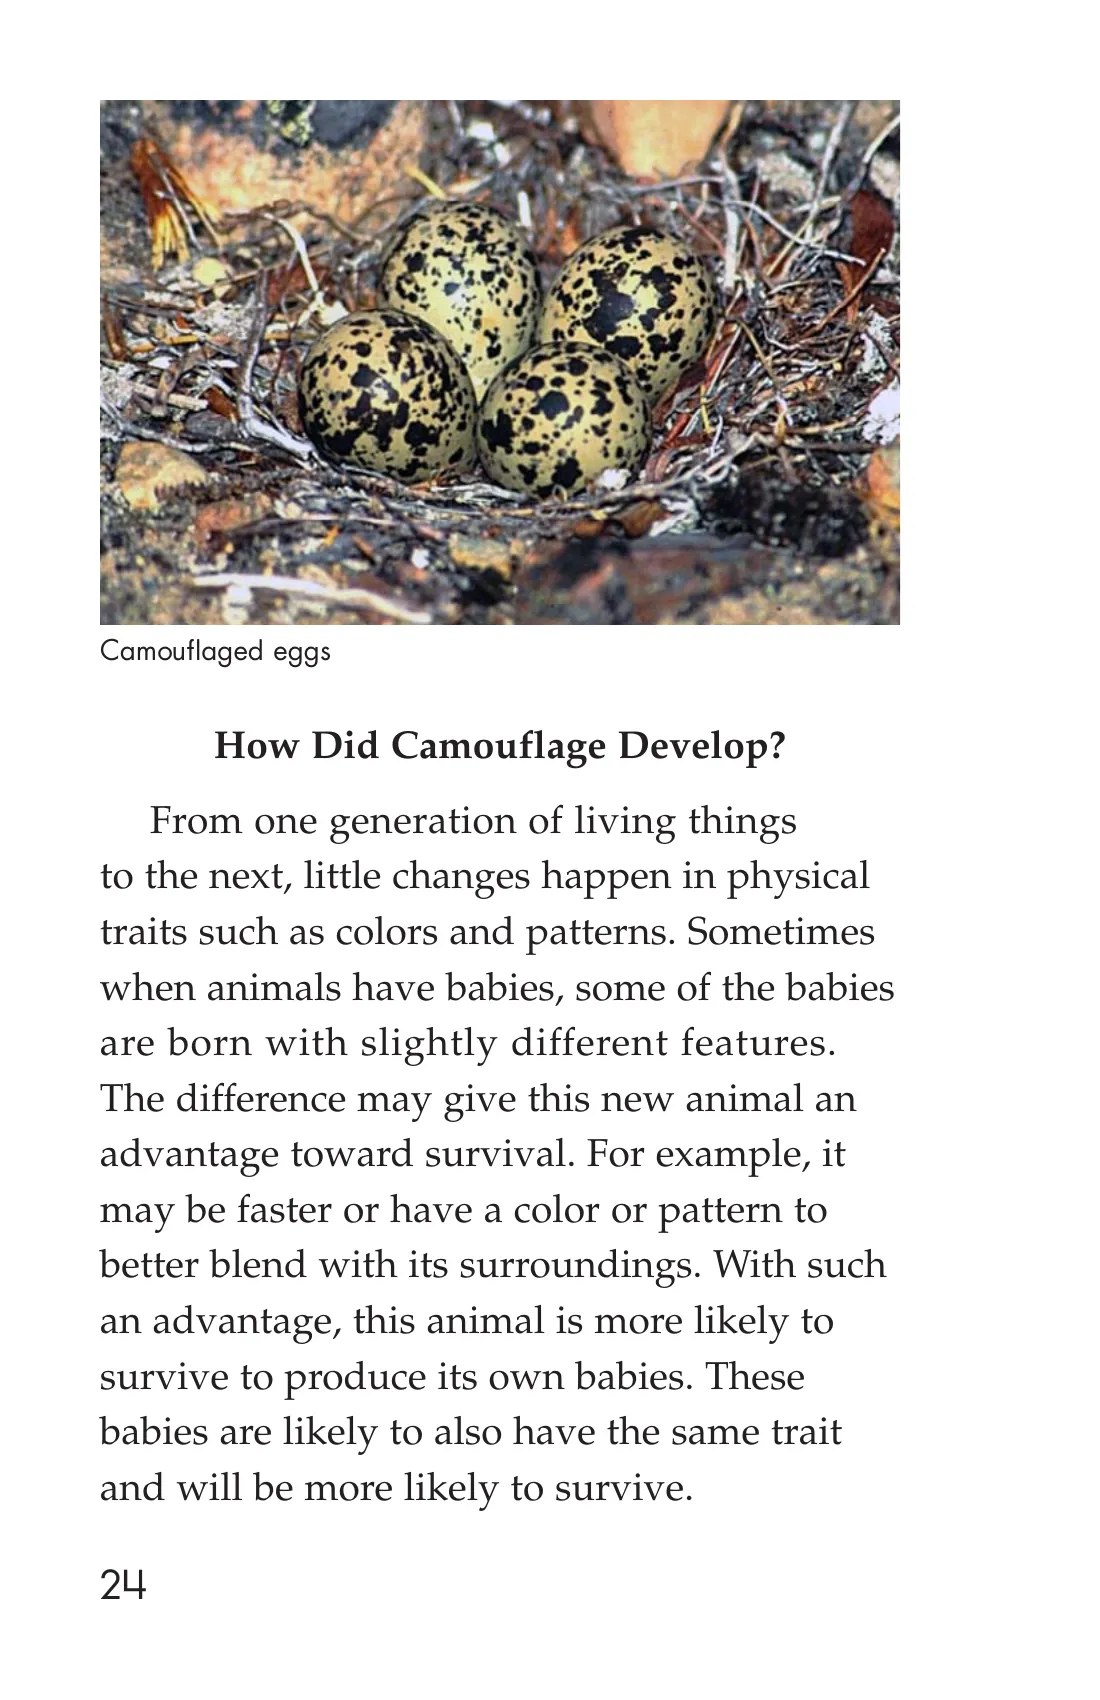 Camouflaged eggs
How Did Camouflage Develop?
From one generation of living things
to the next, little changes happen in physical
traits such as colors and patterns. Sometimes
when animals have babies, some of the babies
are born with slightly different features.
The difference may give this new animal an
advantage toward survival. For example, it
may be faster or have a color or pattern to
better blend with its surroundings. With such
an advantage, this animal is more likely to
survive to produce its own babies. These
babies are likely to also have the same trait
and will be more likely to survive.
24